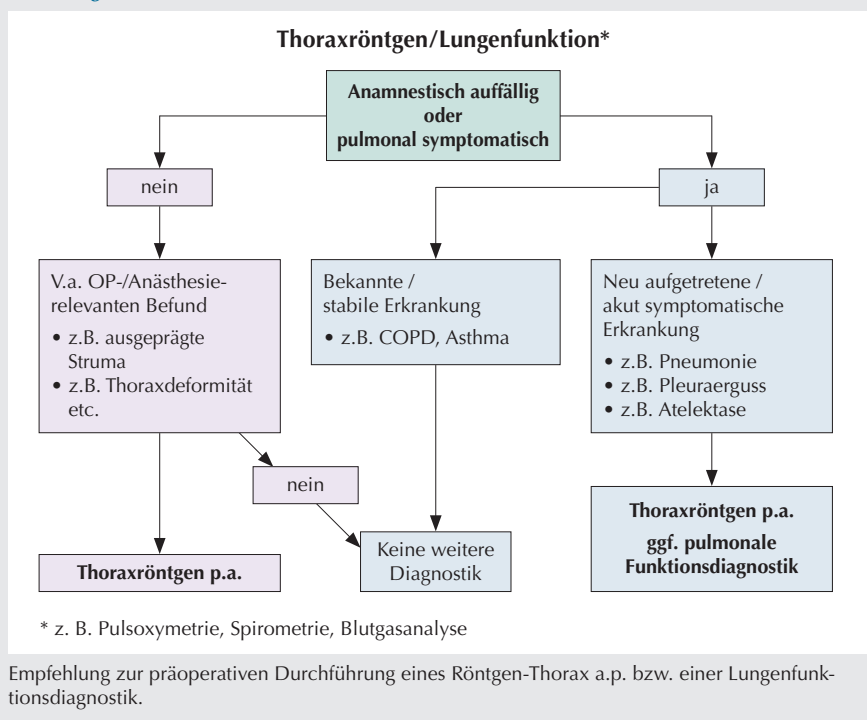 Thoraxröntgen/Lungenfunktion*
Anamnestisch auffällig
oder
pulmonal symptomatisch
nein
ja
V.a. OP-/Anästhesie-
relevanten Befund
• z.B. ausgeprägte
Struma
• z.B. Thoraxdeformität
etc.
Bekannte /
stabile Erkrankung
• z.B. COPD, Asthma
Neu aufgetretene /
akut symptomatische
Erkrankung
• z.B. Pneumonie
• z.B. Pleuraerguss
• z.B. Atelektase
nein
Thoraxröntgen p.a.
Keine weitere
Diagnostik
Thoraxröntgen p.a.
ggf. pulmonale
Funktionsdiagnostik
* z. B. Pulsoxymetrie, Spirometrie, Blutgasanalyse
Empfehlung zur präoperativen Durchführung eines Röntgen-Thorax a.p. bzw. einer Lungenfunk-
tionsdiagnostik.